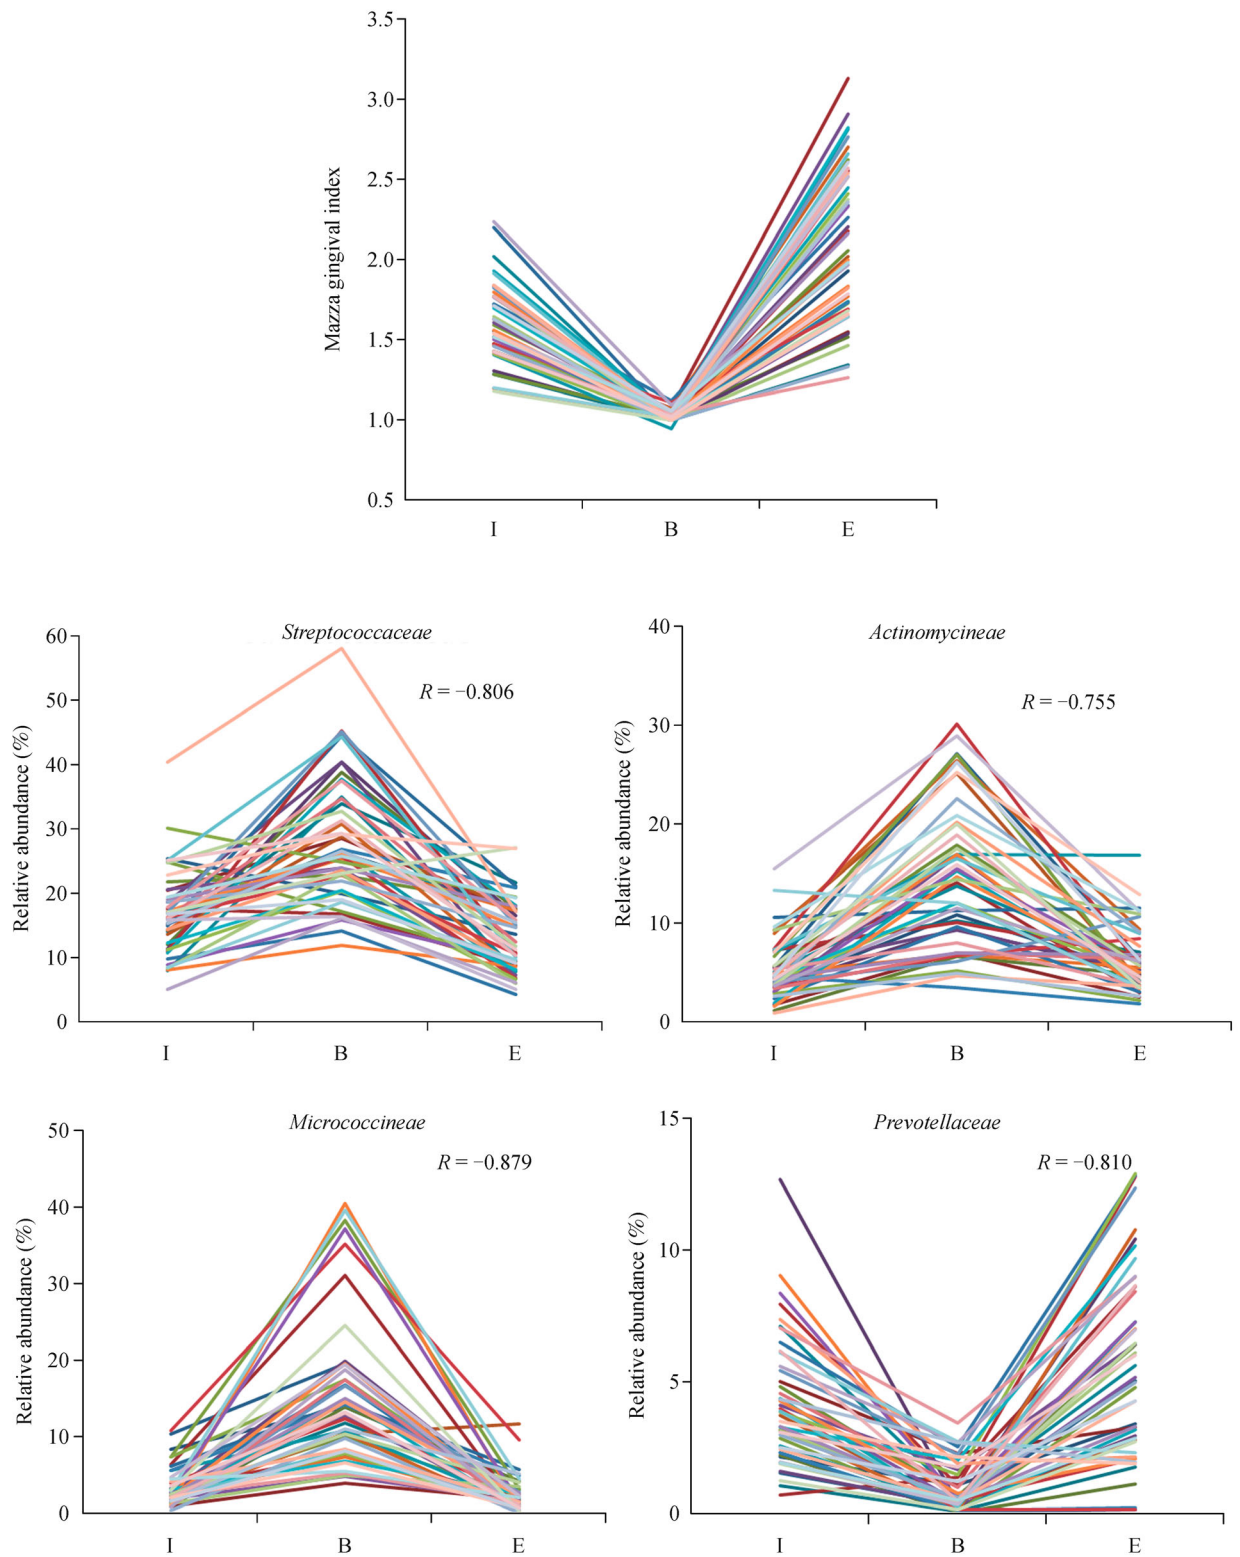 3.5
3.0
2.5
2.0
1.5
1.0
0.5
Mazza gingival index
I B E
Streptococcaceae
R = −0.806
60
50
40
30
20
10
0
Relative abundance (%)
I B E
Actinomycineae
R = −0.755
40
30
20
10
0
Relative abundance (%)
I B E
Micrococcineae
R = −0.879
50
40
30
20
10
0
Relative abundance (%)
I B E
Prevotellaceae
R = −0.810
15
10
5
0
Relative abundance (%)
I B E